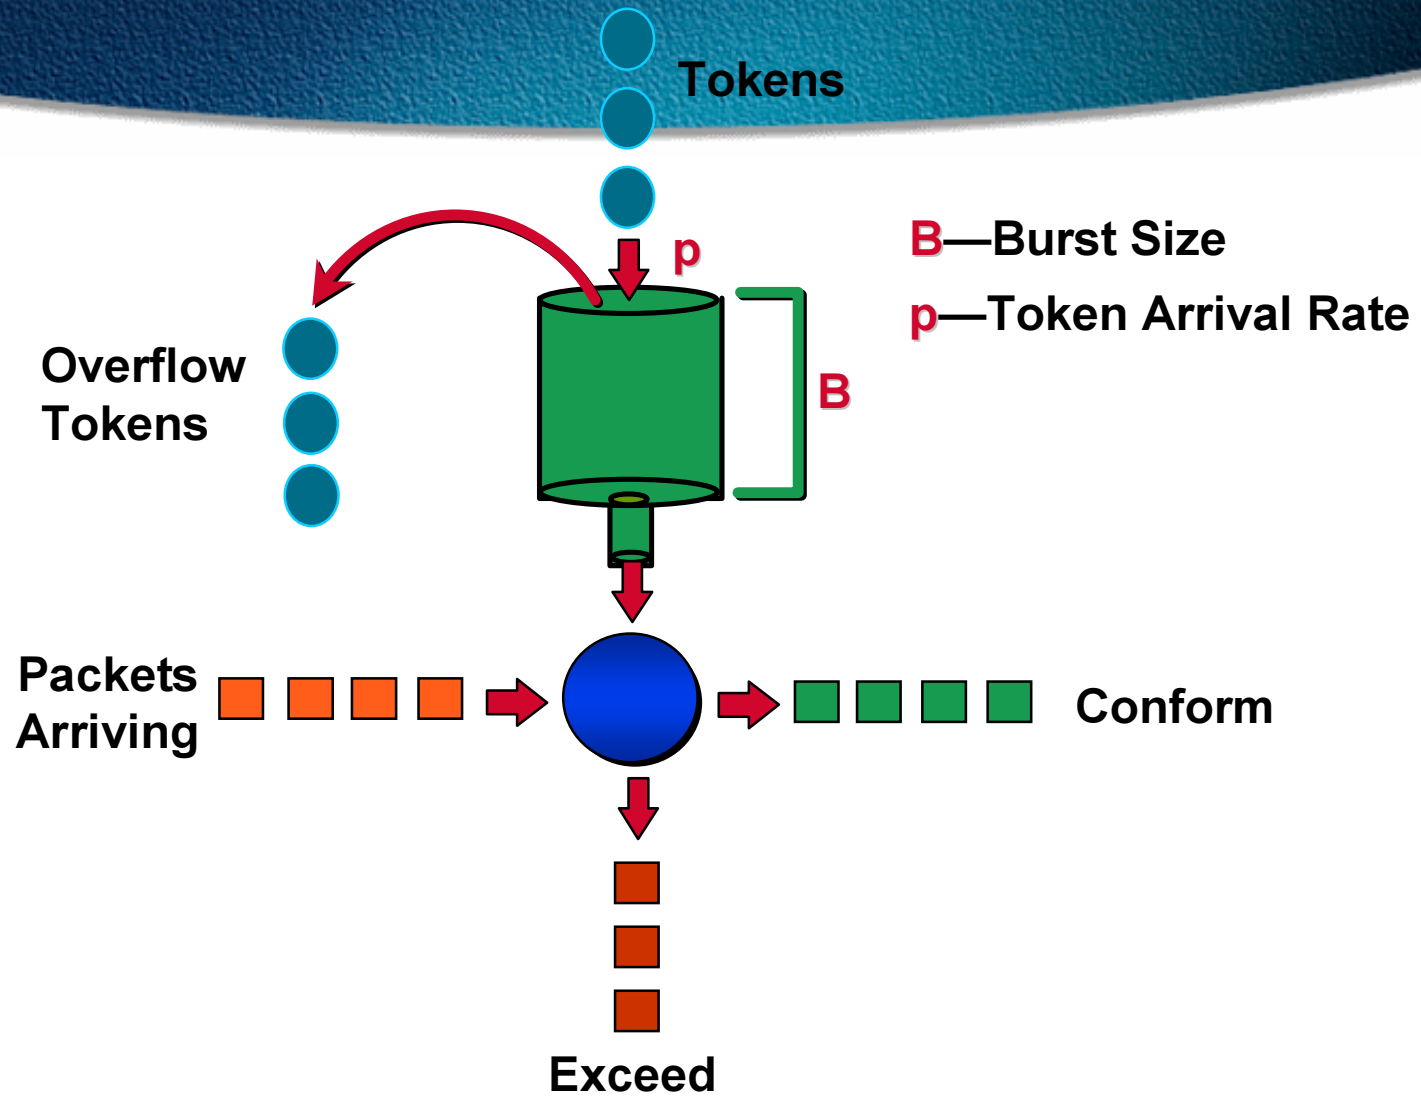 Tokens
p
B—Burst Size
p—Token Arrival Rate
Overflow
Tokens
B
Packets
Arriving
Conform
Exceed